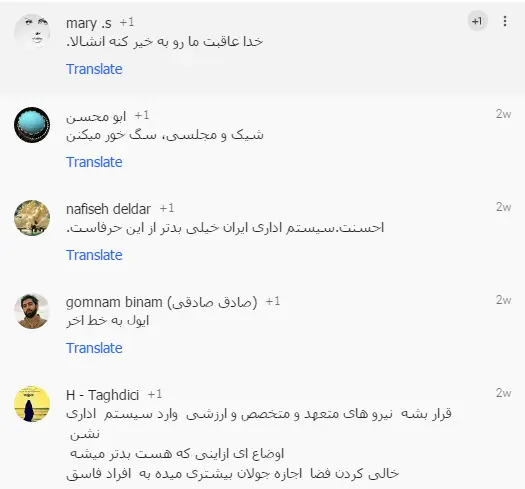 mary .s +1
+1
خدا عاقبت ما رو به خیر کنه انشالا.
Translate
ابو محسن +1
2w
شیک و مجلسی، سگ خور میکنن
Translate
nafiseh deldar +1
2w
احسنت.سیستم اداری ایران خیلی بدتر از این حرفاست.
Translate
gomnam binam (صادق صادقی) +1
2w
ایول به خط اخر
Translate
H - Taghdici +1
2w
قرار بشه نیرو های متعهد و متخصص و ارزشی وارد سیستم اداری
نشن
اوضاع ای ازاینی که هست بدتر میشه
خالی کردن فضا اجازه جولان بیشتری میده به افراد فاسق